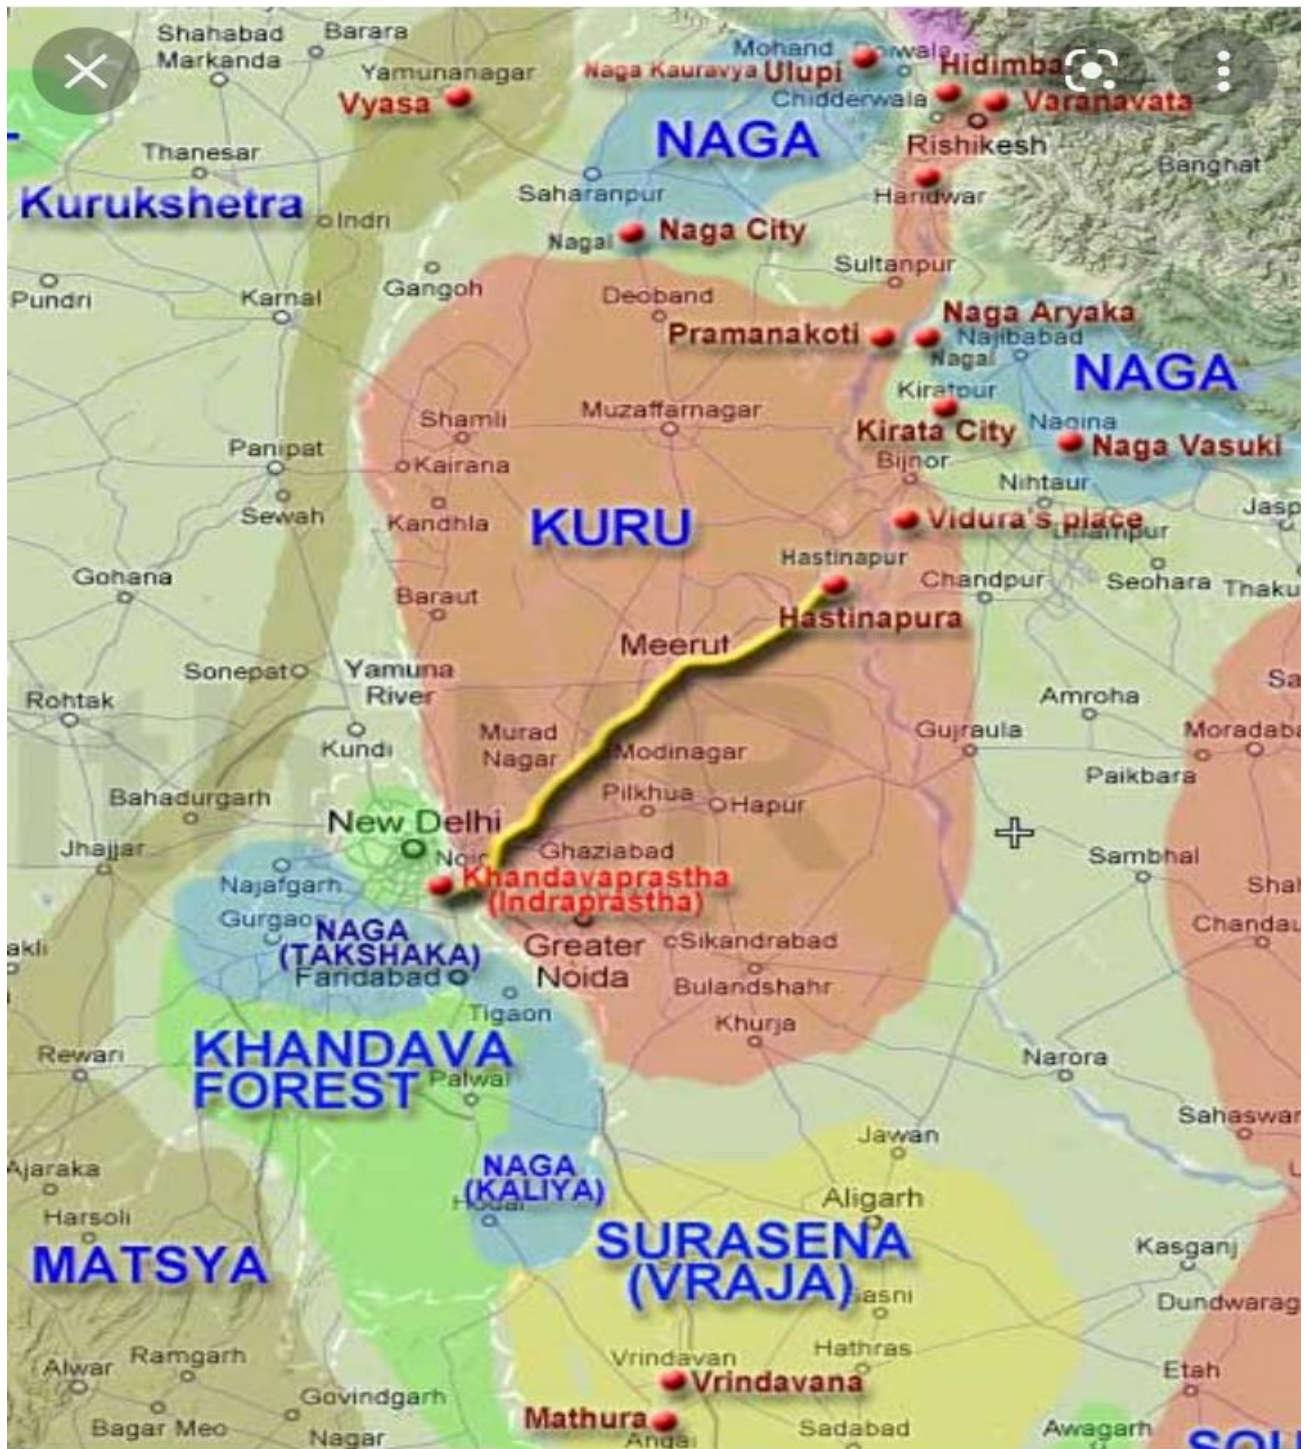 Shahabad
Markanda
Barara
Yamunanagar
Vyasa
Mohand
Naga Kauravya Ulupi
Hidimba
Chidderwala
Varanavata
NAGA
Rishikesh
Banghat
Thanesar
Kurukshetra
Indri
Saharanpur
Haridwar
Nagal
Naga City
Pundri
Karnal
Gangoh
Deoband
Sultanpur
Naga Aryaka
Pramanakoti
Najibabad
Nagal
NAGA
Kiratpur
Shamli
Muzaffarnagar
Kirata City
Nagina
Naga Vasuki
Panipat
Kairana
Bijnor
Nihtaur
Sewah
Kandhla
KURU
Vidura's place
Hastinapur
Gohana
Baraut
Chandpur
Seohara
Hastinapura
Meerut
Sonepat
Yamuna
River
Rohtak
Kundi
Murad
Nagar
Modinagar
Amroha
Gujraula
Paikbara
Bahadurgarh
Pilkhua
Hapur
New Delhi
Jhajjar
Ghaziabad
Sambhal
Najafgarh
Khandavaprastha
(Indraprastha)
NAGA
(TAKSHAKA)
Faridabad
Greater
Noida
Sikandrabad
Bulandshahr
Tigaon
Khurja
KHANDAVA
FOREST
Palwal
Rewari
Narora
Jawan
Ajaraka
NAGA
(KALIYA)
Harsoli
Aligarh
MATSYA
SURASENA
(VRAJA)
Kasganj
Alwar
Ramgarh
Vrindavan
Hathras
Vrindavana
Etah
Govindgarh
Bagar Meo
Nagar
Mathura
Sadabad
Awagarh